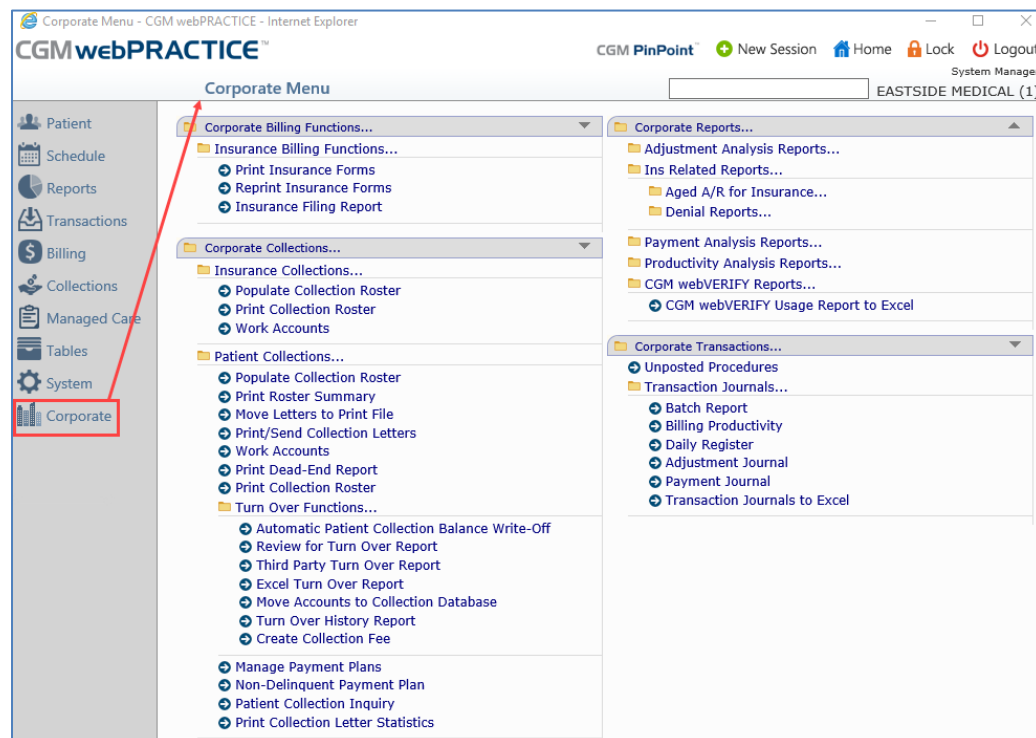 Corporate Menu - CGM webPRACTICE - Internet Explorer
CGM webPRACTICE™
CGM PinPoint™ New Session Home Lock Logout
System Manage
Corporate Menu
EASTSIDE MEDICAL (1)
Patient
Schedule
Reports
Transactions
Billing
Collections
Managed Care
Tables
System
Corporate
Corporate Billing Functions...
Insurance Billing Functions...
Print Insurance Forms
Reprint Insurance Forms
Insurance Filing Report
Corporate Collections...
Insurance Collections...
Populate Collection Roster
Print Collection Roster
Work Accounts
Patient Collections...
Populate Collection Roster
Print Roster Summary
Move Letters to Print File
Print/Send Collection Letters
Work Accounts
Print Dead-End Report
Print Collection Roster
Turn Over Functions...
Automatic Patient Collection Balance Write-Off
Review for Turn Over Report
Third Party Turn Over Report
Excel Turn Over Report
Move Accounts to Collection Database
Turn Over History Report
Create Collection Fee
Manage Payment Plans
Non-Delinquent Payment Plan
Patient Collection Inquiry
Print Collection Letter Statistics
Corporate Reports...
Adjustment Analysis Reports...
Ins Related Reports...
Aged A/R for Insurance...
Denial Reports...
Payment Analysis Reports...
Productivity Analysis Reports...
CGM webVERIFY Reports...
CGM webVERIFY Usage Report to Excel
Corporate Transactions...
Unposted Procedures
Transaction Journals...
Batch Report
Billing Productivity
Daily Register
Adjustment Journal
Payment Journal
Transaction Journals to Excel